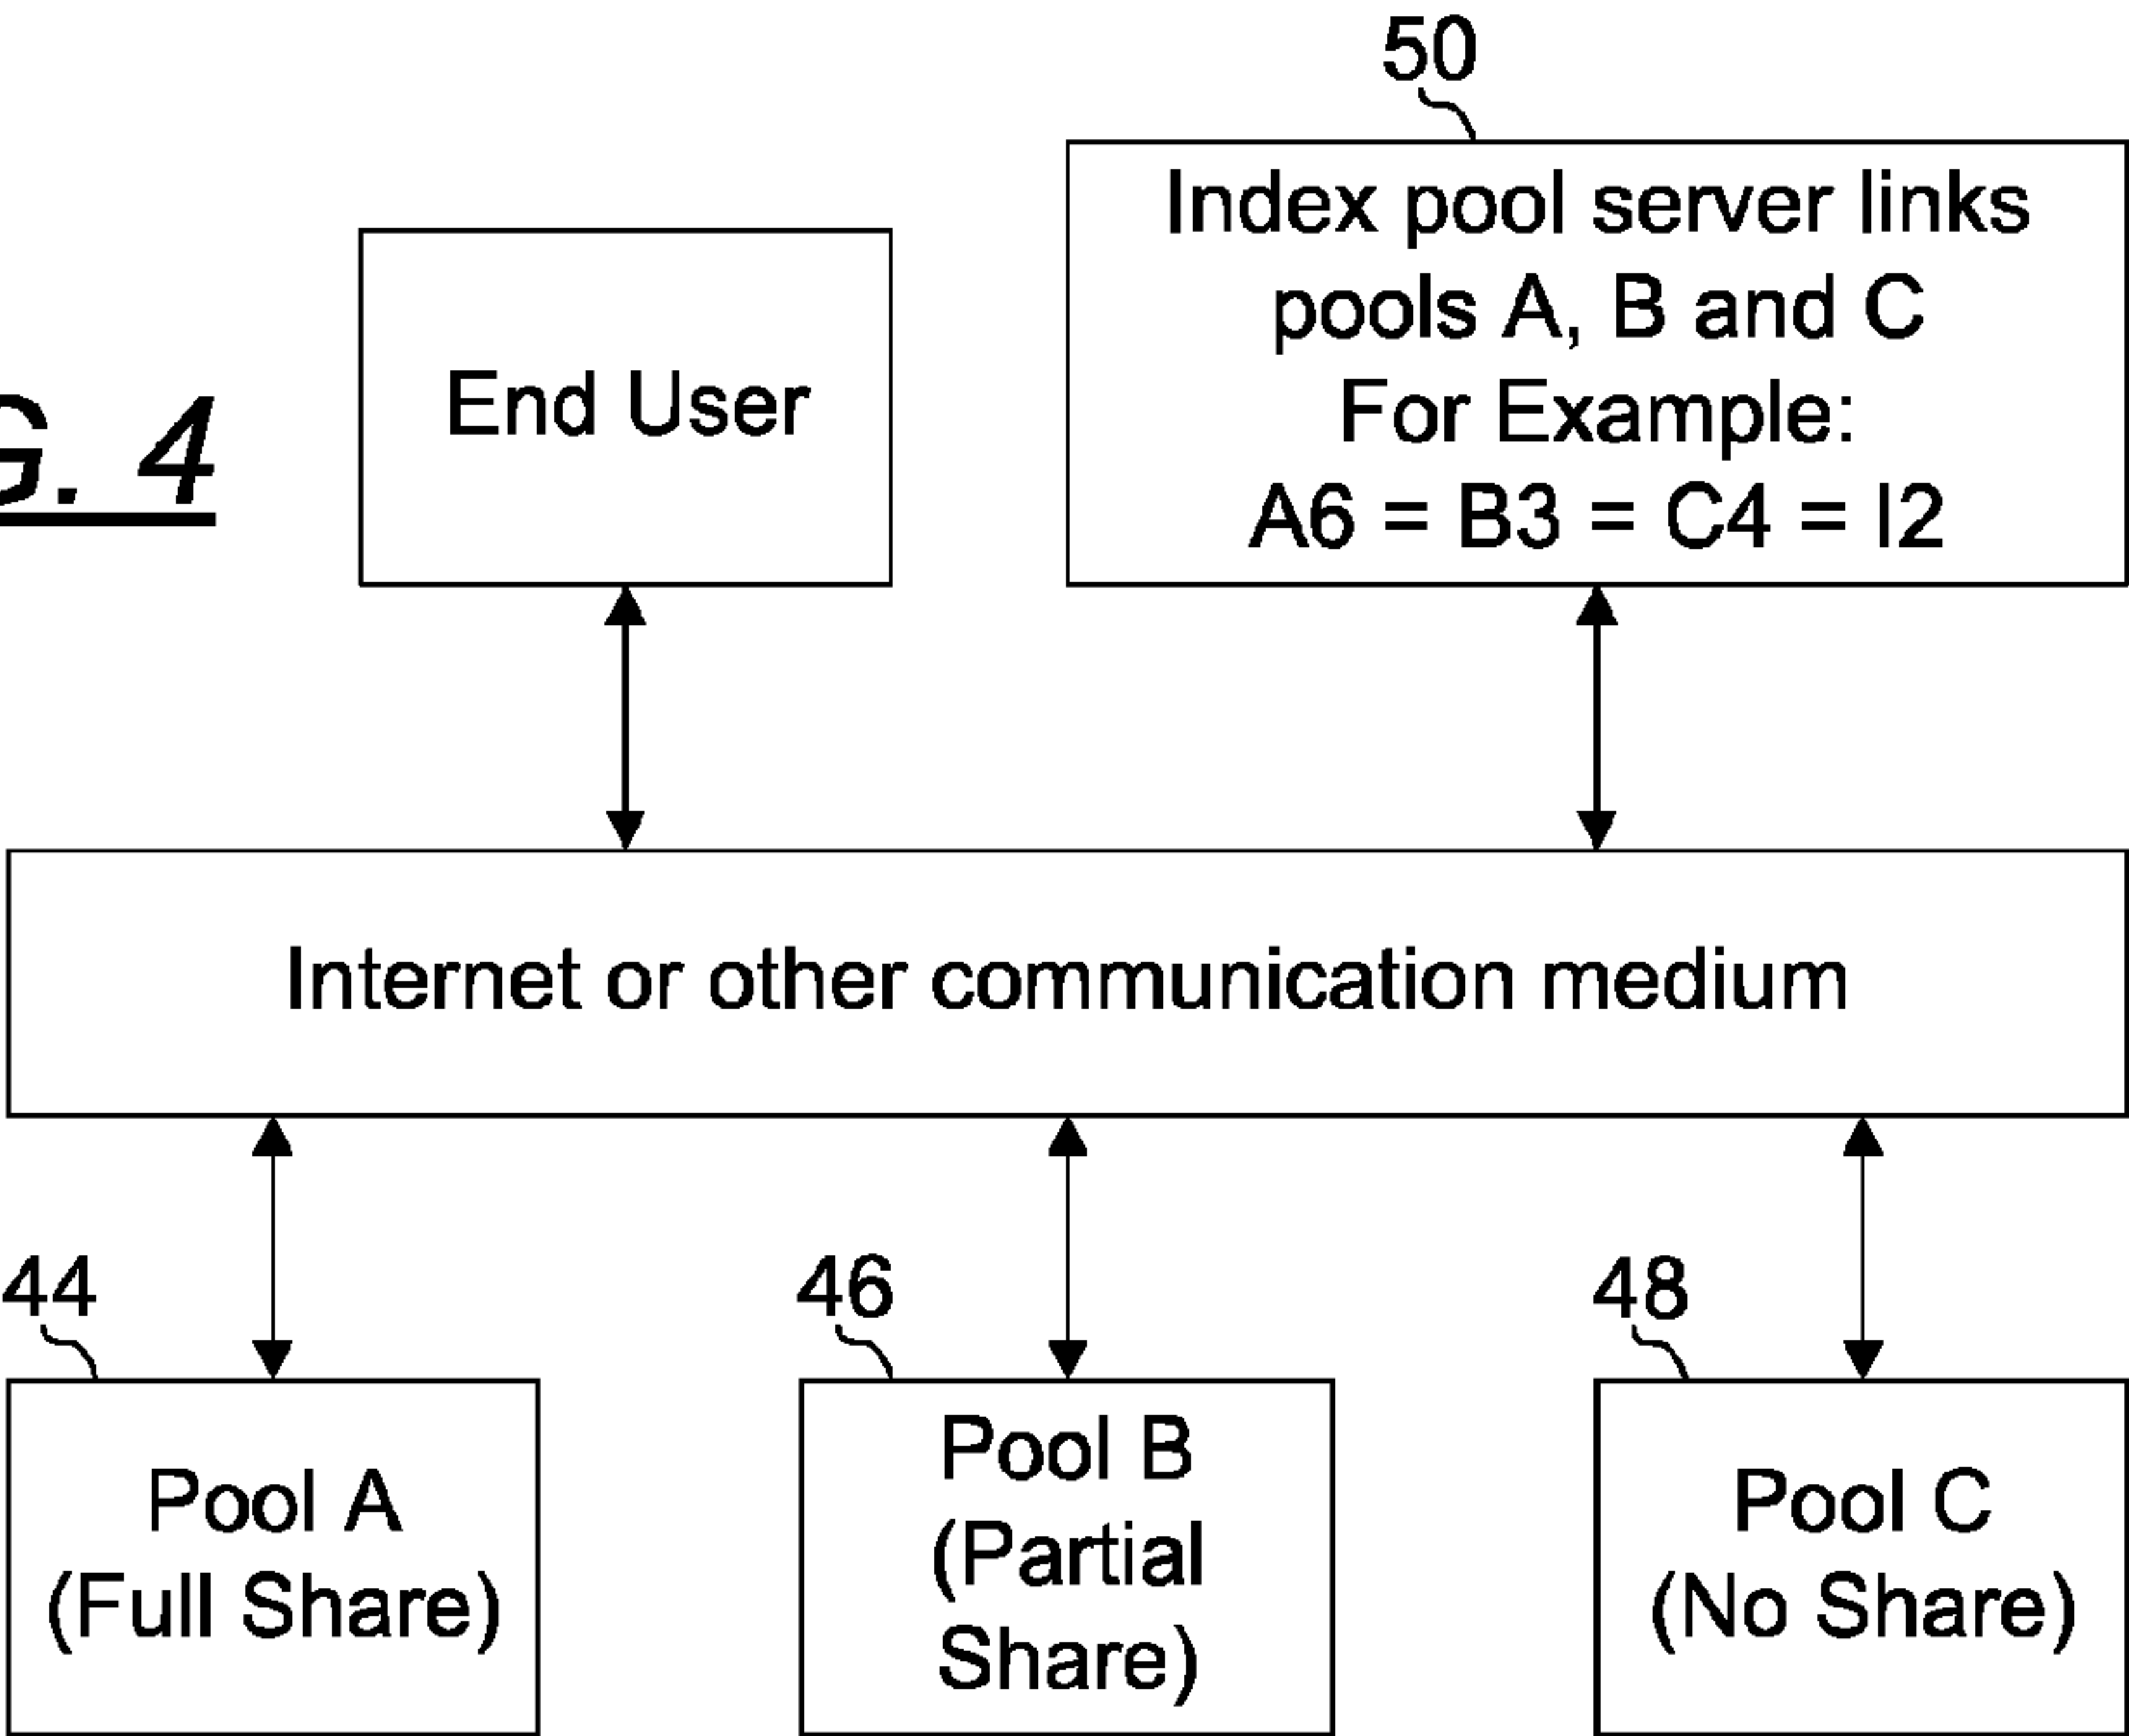 50
Index pool server links
pools A, B and C
For Example:
A6 = B3 = C4 = I2
End User
G. 4
Internet or other communication medium
44
46
48
Pool A
(Full Share)
Pool B
(Partial
Share)
Pool C
(No Share)